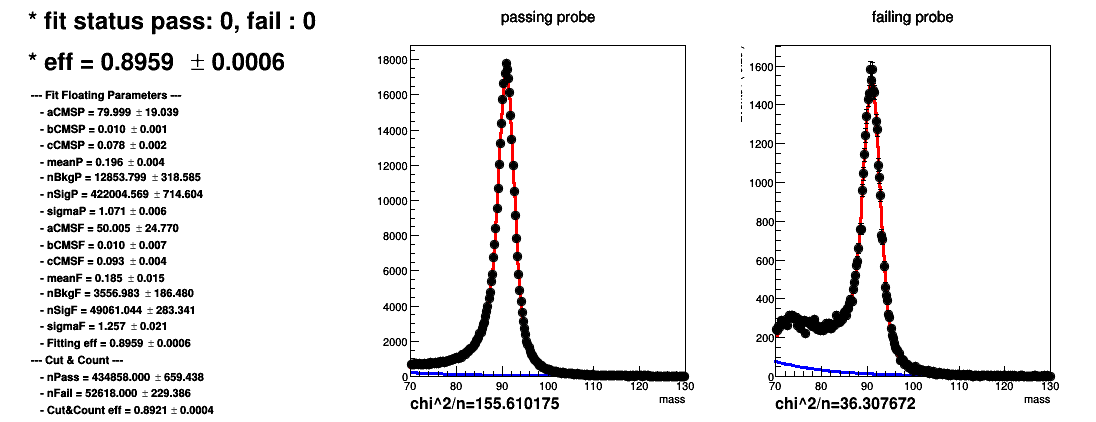 * fit status pass: 0, fail : 0
* eff = 0.8959 ± 0.0006
--- Fit Floating Parameters ---
- aCMSP = 79.999 ± 19.039
- bCMSP = 0.010 ± 0.001
- cCMSP = 0.078 ± 0.002
- meanP = 0.196 ± 0.004
- nBkgP = 12853.799 ± 318.585
- nSigP = 422004.569 ± 714.604
- sigmaP = 1.071 ± 0.006
- aCMSF = 50.005 ± 24.770
- bCMSF = 0.010 ± 0.007
- cCMSF = 0.093 ± 0.004
- meanF = 0.185 ± 0.015
- nBkgF = 3556.983 ± 186.480
- nSigF = 49061.044 ± 283.341
- sigmaF = 1.257 ± 0.021
- Fitting eff = 0.8959 ± 0.0006
--- Cut & Count ---
- nPass = 434858.000 ± 659.438
- nFail = 52618.000 ± 229.386
- Cut&Count eff = 0.8921 ± 0.0004
passing probe
18000
16000
14000
12000
10000
8000
6000
4000
2000
0
70 80 90 100 110 120 130
mass
chi^2/n=155.610175
failing probe
1600
1400
1200
1000
800
600
400
200
0
70 80 90 100 110 120 130
mass
chi^2/n=36.307672